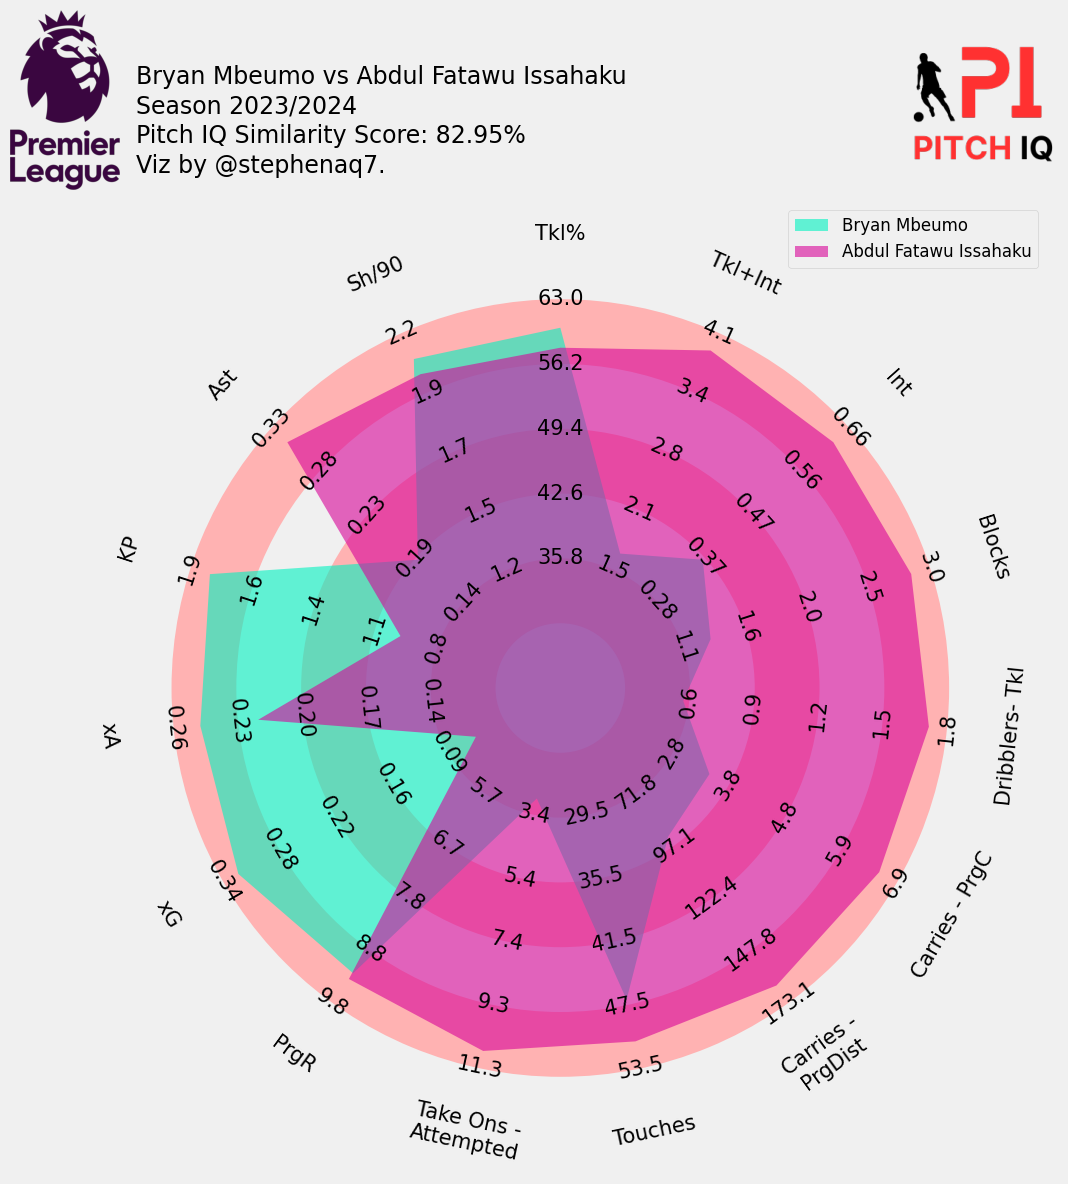 Bryan Mbeumo vs Abdul Fatawu Issahaku
Season 2023/2024
Pitch IQ Similarity Score: 82.95%
Viz by @stephenaq7.
Premier
League
PI
PITCH IQ
Bryan Mbeumo
Abdul Fatawu Issahaku
Tkl%
63.0
56.2
49.4
42.6
35.8
Tkl+Int
4.1
3.4
2.8
2.1
1.5
Int
0.66
0.56
0.47
0.37
0.28
Blocks
3.0
2.5
2.0
1.6
1.1
Dribblers- Tkl
1.8
1.5
1.2
0.9
0.6
Carries - PrgC
6.9
5.9
4.8
3.8
2.8
Carries -
PrgDist
173.1
147.8
122.4
97.1
71.8
Touches
53.5
47.5
41.5
35.5
29.5
Take Ons -
Attempted
11.3
9.3
7.4
5.4
3.4
PrgR
9.8
8.8
7.8
6.7
5.7
xG
0.34
0.28
0.22
0.16
0.09
xA
0.26
0.23
0.20
0.17
0.14
KP
1.9
1.6
1.4
1.1
0.8
Ast
0.33
0.28
0.23
0.19
0.14
Sh/90
2.2
1.9
1.7
1.5
1.2